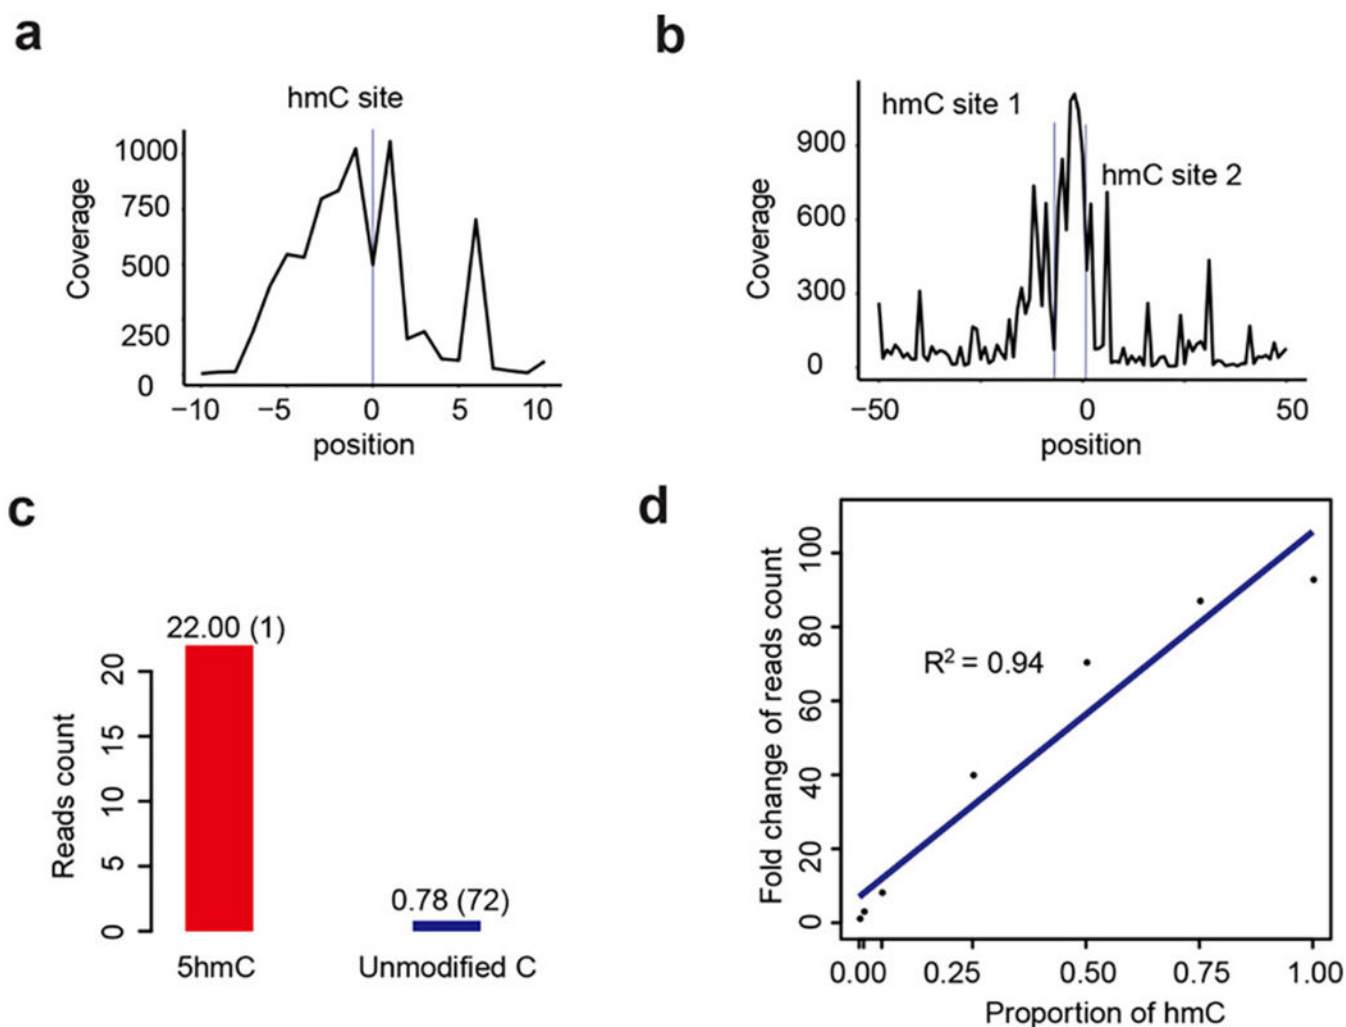 a
hmC site
Coverage
1000
750
500
250
0
−10 −5 0 5 10
position
b
hmC site 1
hmC site 2
Coverage
900
600
300
0
−50 0 50
position
c
22.00 (1)
0.78 (72)
Reads count
20
15
10
5
0
5hmC Unmodified C
d
R² = 0.94
Fold change of reads count
100
80
60
40
20
0
0.00 0.25 0.50 0.75 1.00
Proportion of hmC